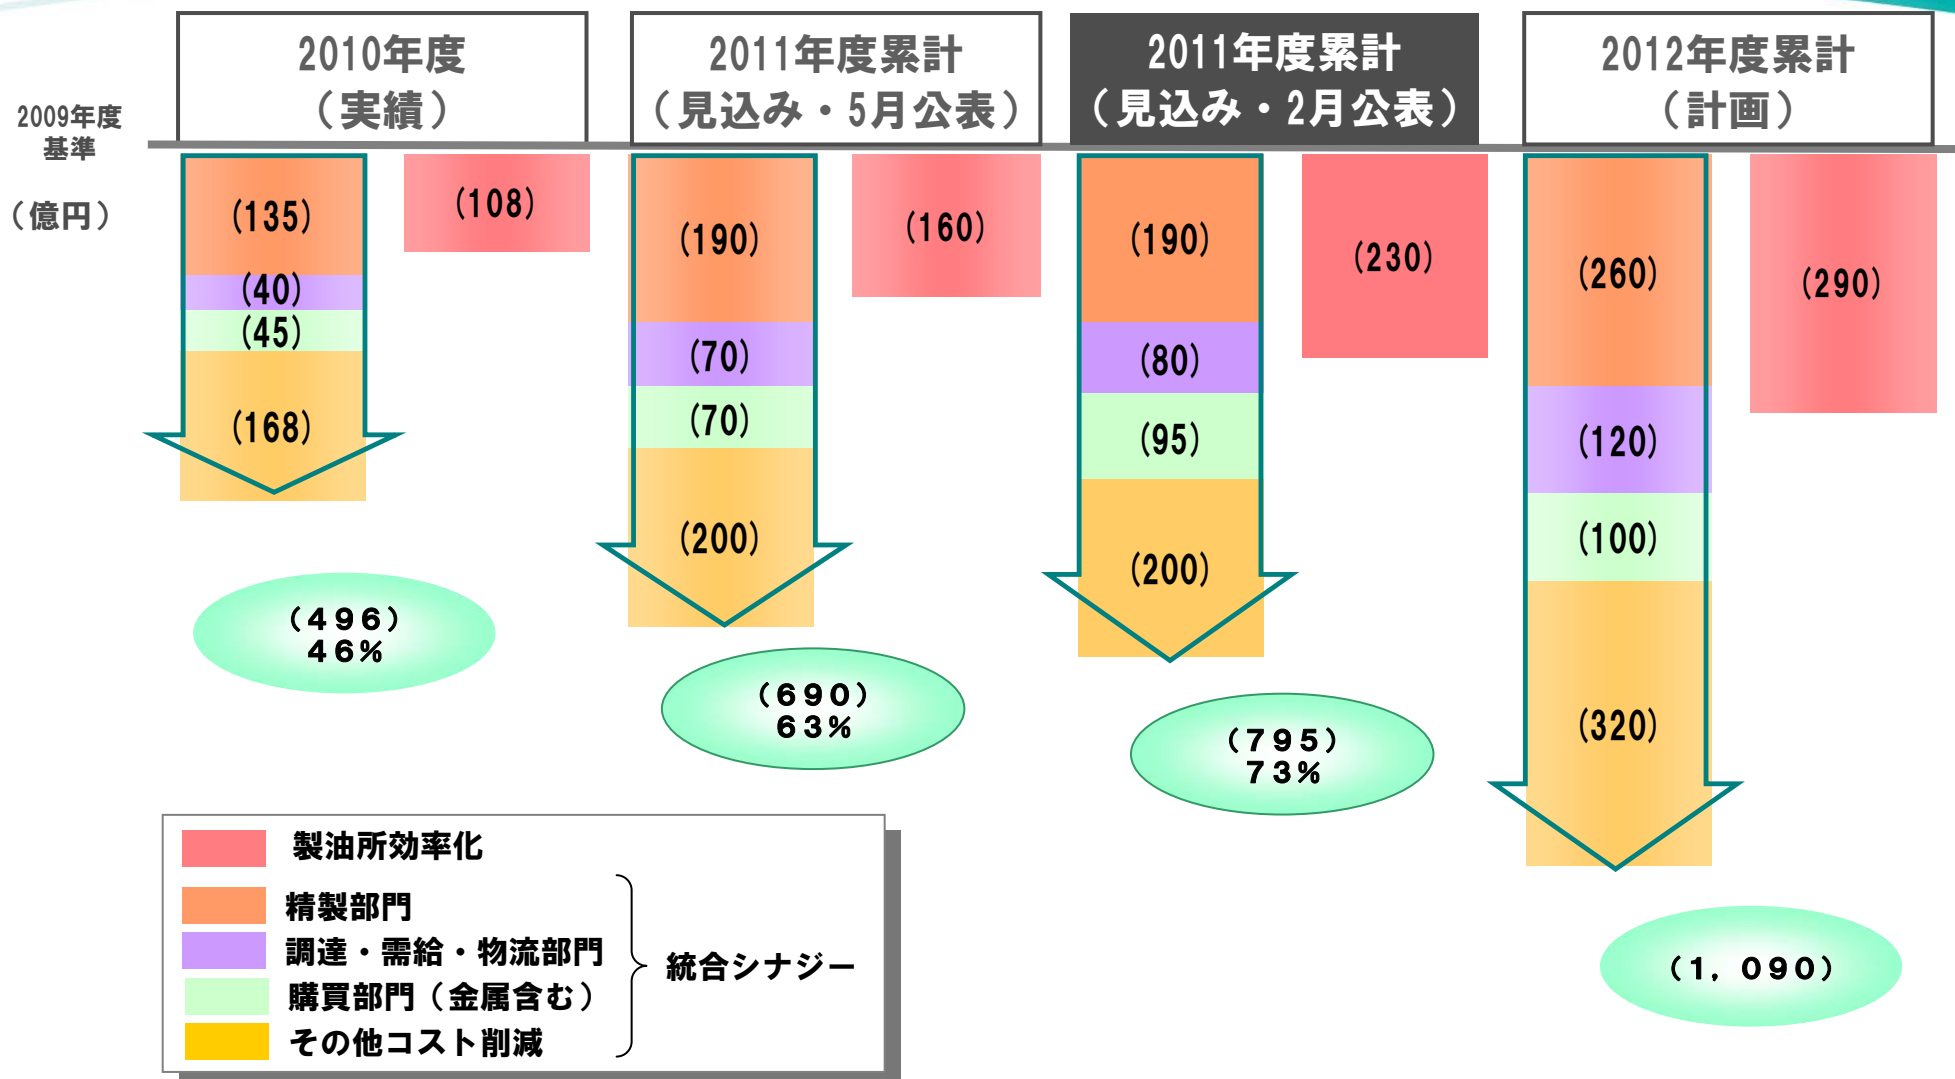 2010年度
（実績）
2011年度累計
（見込み・5月公表）
2011年度累計
（見込み・2月公表）
2012年度累計
（計画）
2009年度
基準
（億円）
(135)
(40)
(45)
(168)
(108)
(190)
(70)
(70)
(200)
(160)
(190)
(80)
(95)
(200)
(230)
(260)
(120)
(100)
(320)
(290)
（４９６）
４６%
（６９０）
６３%
（７９５）
７３%
（１，０９０）
製油所効率化
精製部門
調達・需給・物流部門
購買部門（金属含む）
その他コスト削減
統合シナジー